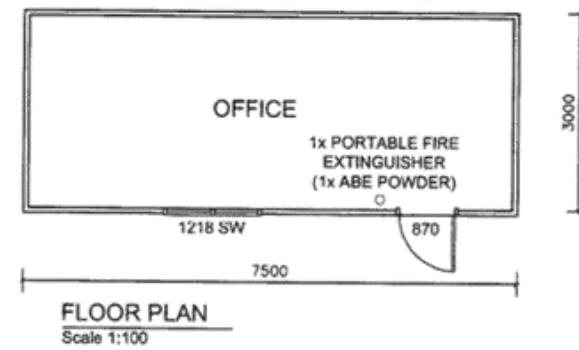 OFFICE
3000
1x PORTABLE FIRE
EXTINGUISHER
(1x ABE POWDER)
1218 SW
870
7500
FLOOR PLAN
Scale 1:100